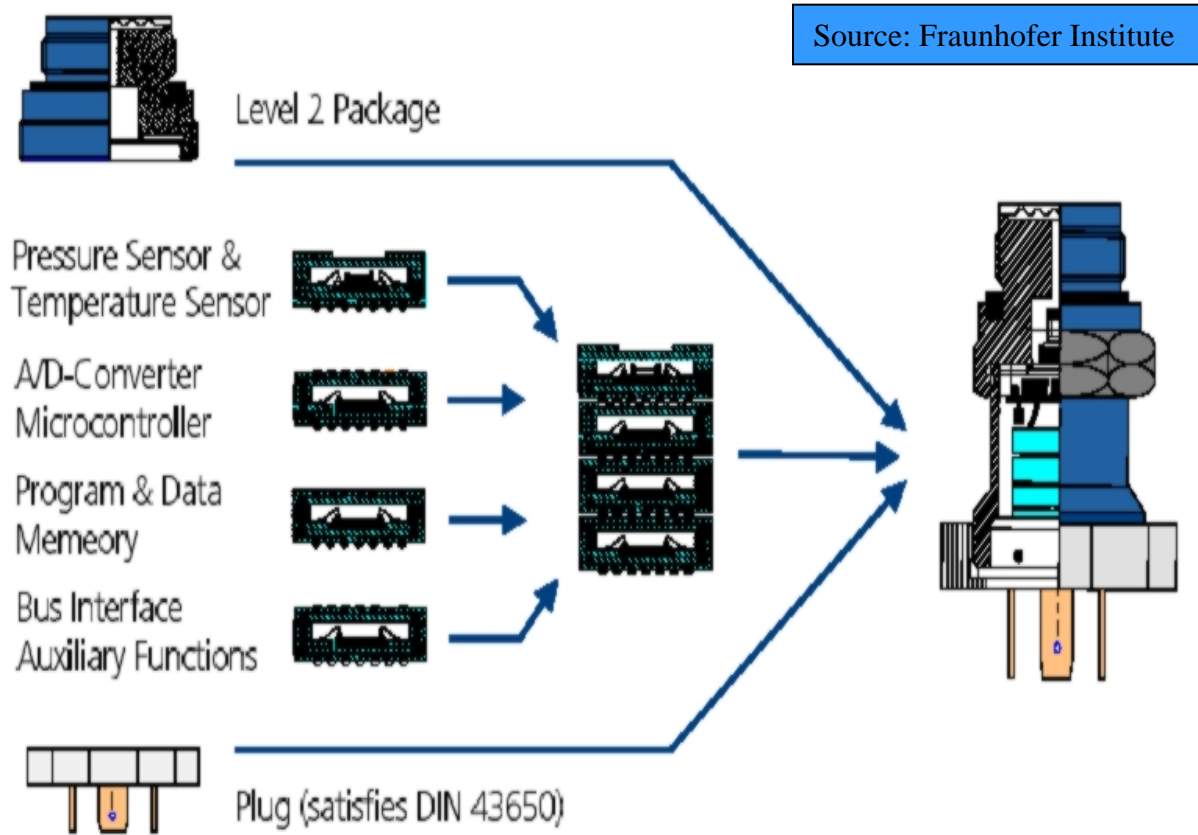 Source: Fraunhofer Institute
Level 2 Package
Pressure Sensor &
Temperature Sensor
A/D-Converter
Microcontroller
Program & Data
Memeory
Bus Interface
Auxiliary Functions
Plug (satisfies DIN 43650)